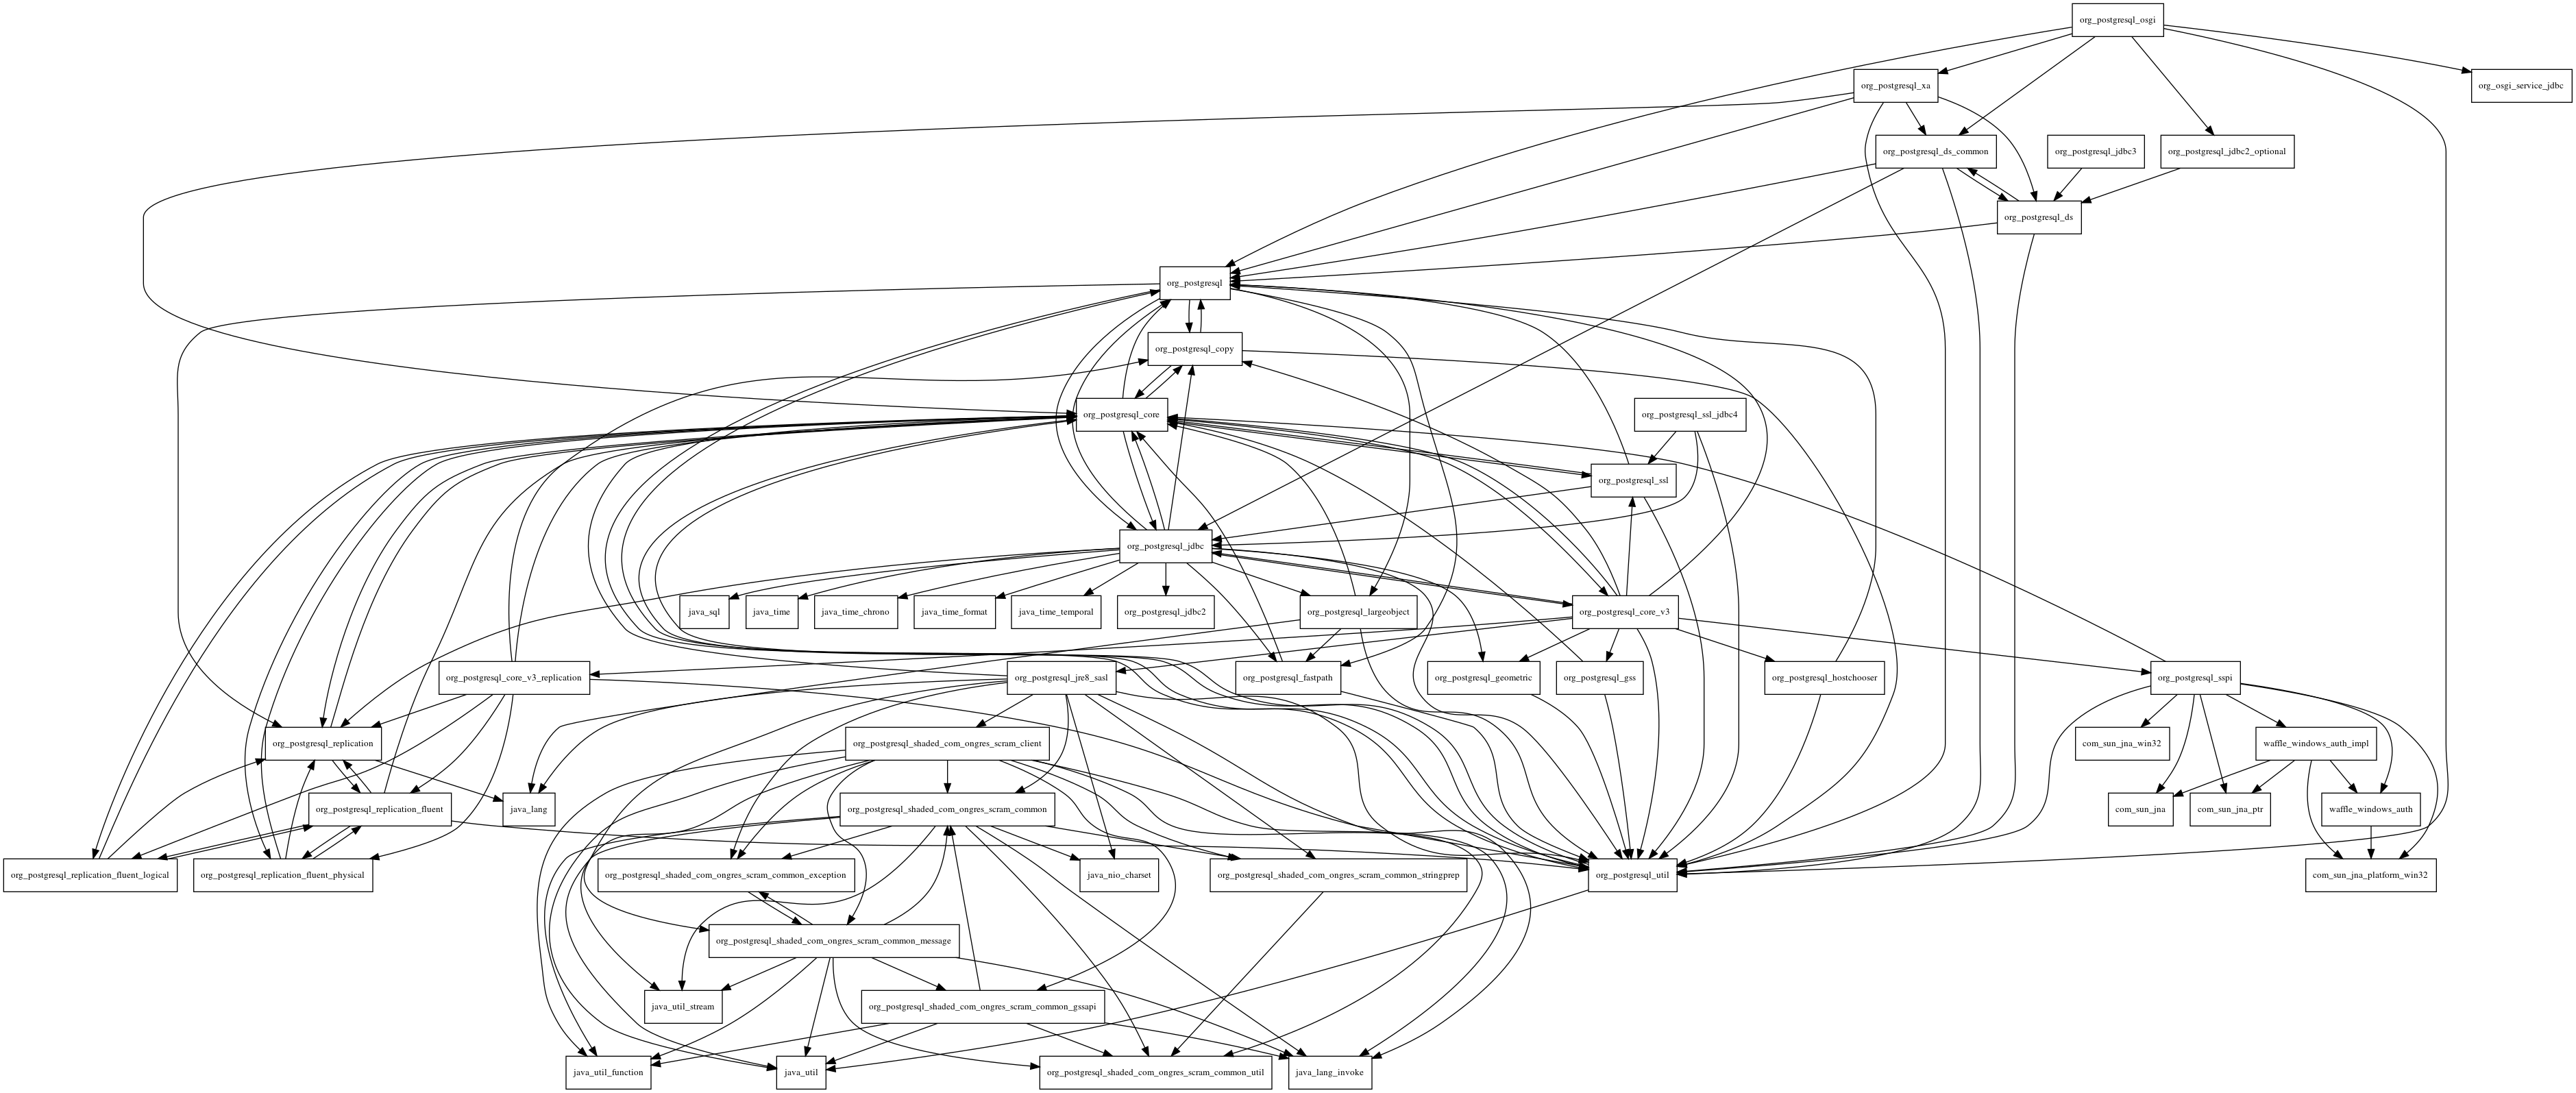 org_postgresql_osgi
org_postgresql_xa
org_osgi_service_jdbc
org_postgresql_ds_common
org_postgresql_jdbc3
org_postgresql_jdbc2_optional
org_postgresql_ds
org_postgresql
org_postgresql_copy
org_postgresql_core
org_postgresql_ssl_jdbc4
org_postgresql_ssl
org_postgresql_jdbc
java_sql
java_time
java_time_chrono
java_time_format
java_time_temporal
org_postgresql_jdbc2
org_postgresql_largeobject
org_postgresql_core_v3
org_postgresql_core_v3_replication
org_postgresql_jre8_sasl
org_postgresql_fastpath
org_postgresql_geometric
org_postgresql_gss
org_postgresql_hostchooser
org_postgresql_sspi
org_postgresql_replication
org_postgresql_shaded_com_ongres_scram_client
com_sun_jna_win32
waffle_windows_auth_impl
org_postgresql_replication_fluent
java_lang
org_postgresql_shaded_com_ongres_scram_common
com_sun_jna
com_sun_jna_ptr
waffle_windows_auth
org_postgresql_replication_fluent_logical
org_postgresql_replication_fluent_physical
org_postgresql_shaded_com_ongres_scram_common_exception
java_nio_charset
org_postgresql_shaded_com_ongres_scram_common_stringprep
org_postgresql_util
com_sun_jna_platform_win32
org_postgresql_shaded_com_ongres_scram_common_message
java_util_stream
org_postgresql_shaded_com_ongres_scram_common_gssapi
java_util_function
java_util
org_postgresql_shaded_com_ongres_scram_common_util
java_lang_invoke